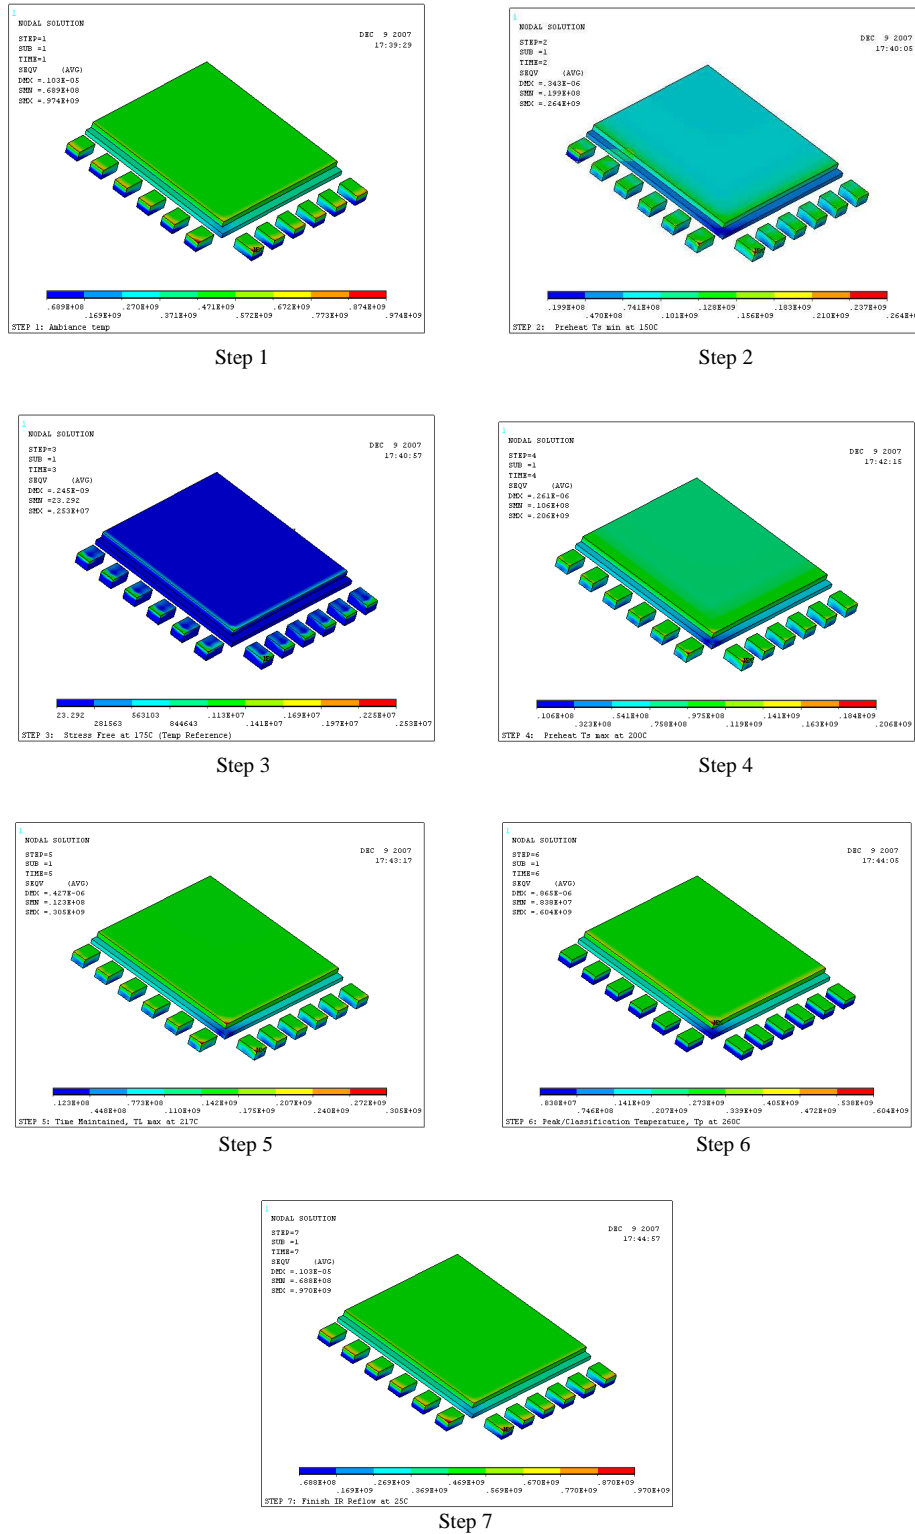 1
NODAL SOLUTION
STEP=1
SUB =1
TIME=1
SEQV     (AVG)
DMX =.103E-05
SMN =.689E+08
SMX =.974E+09
DEC  9 2007
17:39:29
MX
.689E+08 .270E+09 .471E+09 .672E+09 .874E+09
.169E+09 .371E+09 .572E+09 .773E+09 .974E+09
STEP 1: Ambiance temp
Step 1
1
NODAL SOLUTION
STEP=2
SUB =1
TIME=2
SEQV     (AVG)
DMX =.343E-06
SMN =.199E+08
SMX =.264E+09
DEC  9 2007
17:40:05
MX
.199E+08 .741E+08 .128E+09 .183E+09 .237E+09
.470E+08 .101E+09 .156E+09 .210E+09 .264E+0
STEP 2:  Preheat Ts min at 150C
Step 2
1
NODAL SOLUTION
STEP=3
SUB =1
TIME=3
SEQV     (AVG)
DMX =.245E-09
SMN =23.292
SMX =.253E+07
DEC  9 2007
17:40:57
23.292 563103 .113E+07 .169E+07 .225E+07
281563 844643 .141E+07 .197E+07 .253E+07
STEP 3:  Stress Free at 175C (Temp Reference)
Step 3
1
NODAL SOLUTION
STEP=4
SUB =1
TIME=4
SEQV     (AVG)
DMX =.261E-06
SMN =.106E+08
SMX =.206E+09
DEC  9 2007
17:42:15
MX
.106E+08 .541E+08 .975E+08 .141E+09 .184E+09
.323E+08 .758E+08 .119E+09 .163E+09 .206E+09
STEP 4:  Preheat Ts max at 200C
Step 4
1
NODAL SOLUTION
STEP=5
SUB =1
TIME=5
SEQV     (AVG)
DMX =.427E-06
SMN =.123E+08
SMX =.305E+09
DEC  9 2007
17:43:17
MX
.123E+08 .773E+08 .142E+09 .207E+09 .272E+09
.448E+08 .110E+09 .175E+09 .240E+09 .305E+09
STEP 5: Time Maintained, TL max at 217C
Step 5
1
NODAL SOLUTION
STEP=6
SUB =1
TIME=6
SEQV     (AVG)
DMX =.865E-06
SMN =.838E+07
SMX =.604E+09
DEC  9 2007
17:44:05
MX
.838E+07 .141E+09 .273E+09 .405E+09 .538E+09
.746E+08 .207E+09 .339E+09 .472E+09 .604E+09
STEP 6: Peak/Classification Temperature, Tp at 260C
Step 6
1
NODAL SOLUTION
STEP=7
SUB =1
TIME=7
SEQV     (AVG)
DMX =.103E-05
SMN =.688E+08
SMX =.970E+09
DEC  9 2007
17:44:57
MX
.688E+08 .269E+09 .469E+09 .670E+09 .870E+09
.169E+09 .369E+09 .569E+09 .770E+09 .970E+09
STEP 7: Finish IR Reflow at 25C
Step 7